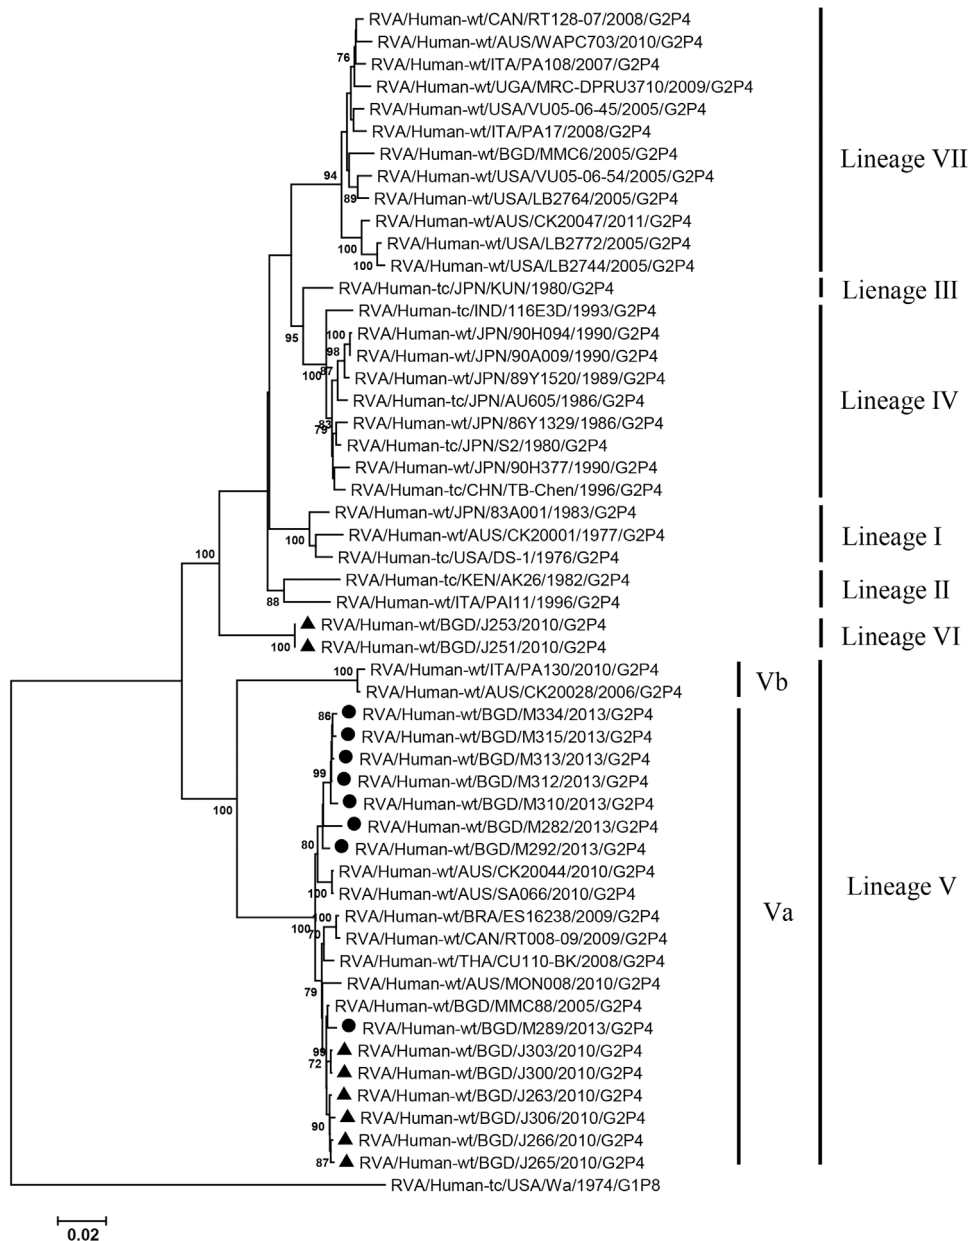 RVA/Human-wt/CAN/RT128-07/2008/G2P4
RVA/Human-wt/AUS/WAPC703/2010/G2P4
76
RVA/Human-wt/ITA/PA108/2007/G2P4
RVA/Human-wt/UGA/MRC-DPRU3710/2009/G2P4
RVA/Human-wt/USA/VU05-06-45/2005/G2P4
RVA/Human-wt/ITA/PA17/2008/G2P4
RVA/Human-wt/BGD/MMC6/2005/G2P4
Lineage VII
94
RVA/Human-wt/USA/VU05-06-54/2005/G2P4
89
RVA/Human-wt/USA/LB2764/2005/G2P4
RVA/Human-wt/AUS/CK20047/2011/G2P4
100
RVA/Human-wt/USA/LB2772/2005/G2P4
100
RVA/Human-wt/USA/LB2744/2005/G2P4
RVA/Human-tc/JPN/KUN/1980/G2P4
Lienage III
RVA/Human-tc/IND/116E3D/1993/G2P4
95
100
RVA/Human-wt/JPN/90H094/1990/G2P4
98
RVA/Human-wt/JPN/90A009/1990/G2P4
100
87
RVA/Human-wt/JPN/89Y1520/1989/G2P4
RVA/Human-tc/JPN/AU605/1986/G2P4
Lineage IV
83
79
RVA/Human-wt/JPN/86Y1329/1986/G2P4
RVA/Human-tc/JPN/S2/1980/G2P4
RVA/Human-wt/JPN/90H377/1990/G2P4
RVA/Human-tc/CHN/TB-Chen/1996/G2P4
RVA/Human-wt/JPN/83A001/1983/G2P4
100
RVA/Human-wt/AUS/CK20001/1977/G2P4
Lineage I
100
RVA/Human-tc/USA/DS-1/1976/G2P4
RVA/Human-tc/KEN/AK26/1982/G2P4
Lineage II
88
RVA/Human-wt/ITA/PAI11/1996/G2P4
RVA/Human-wt/BGD/J253/2010/G2P4
Lineage VI
100
RVA/Human-wt/BGD/J251/2010/G2P4
100
RVA/Human-wt/ITA/PA130/2010/G2P4
Vb
RVA/Human-wt/AUS/CK20028/2006/G2P4
86
RVA/Human-wt/BGD/M334/2013/G2P4
RVA/Human-wt/BGD/M315/2013/G2P4
RVA/Human-wt/BGD/M313/2013/G2P4
99
RVA/Human-wt/BGD/M312/2013/G2P4
100
RVA/Human-wt/BGD/M310/2013/G2P4
RVA/Human-wt/BGD/M282/2013/G2P4
80
RVA/Human-wt/BGD/M292/2013/G2P4
RVA/Human-wt/AUS/CK20044/2010/G2P4
Lineage V
100
RVA/Human-wt/AUS/SA066/2010/G2P4
Va
100
RVA/Human-wt/BRA/ES16238/2009/G2P4
100
70
RVA/Human-wt/CAN/RT008-09/2009/G2P4
RVA/Human-wt/THA/CU110-BK/2008/G2P4
79
RVA/Human-wt/AUS/MON008/2010/G2P4
RVA/Human-wt/BGD/MMC88/2005/G2P4
RVA/Human-wt/BGD/M289/2013/G2P4
99
RVA/Human-wt/BGD/J303/2010/G2P4
72
RVA/Human-wt/BGD/J300/2010/G2P4
RVA/Human-wt/BGD/J263/2010/G2P4
90
RVA/Human-wt/BGD/J306/2010/G2P4
RVA/Human-wt/BGD/J266/2010/G2P4
87
RVA/Human-wt/BGD/J265/2010/G2P4
RVA/Human-tc/USA/Wa/1974/G1P8
0.02